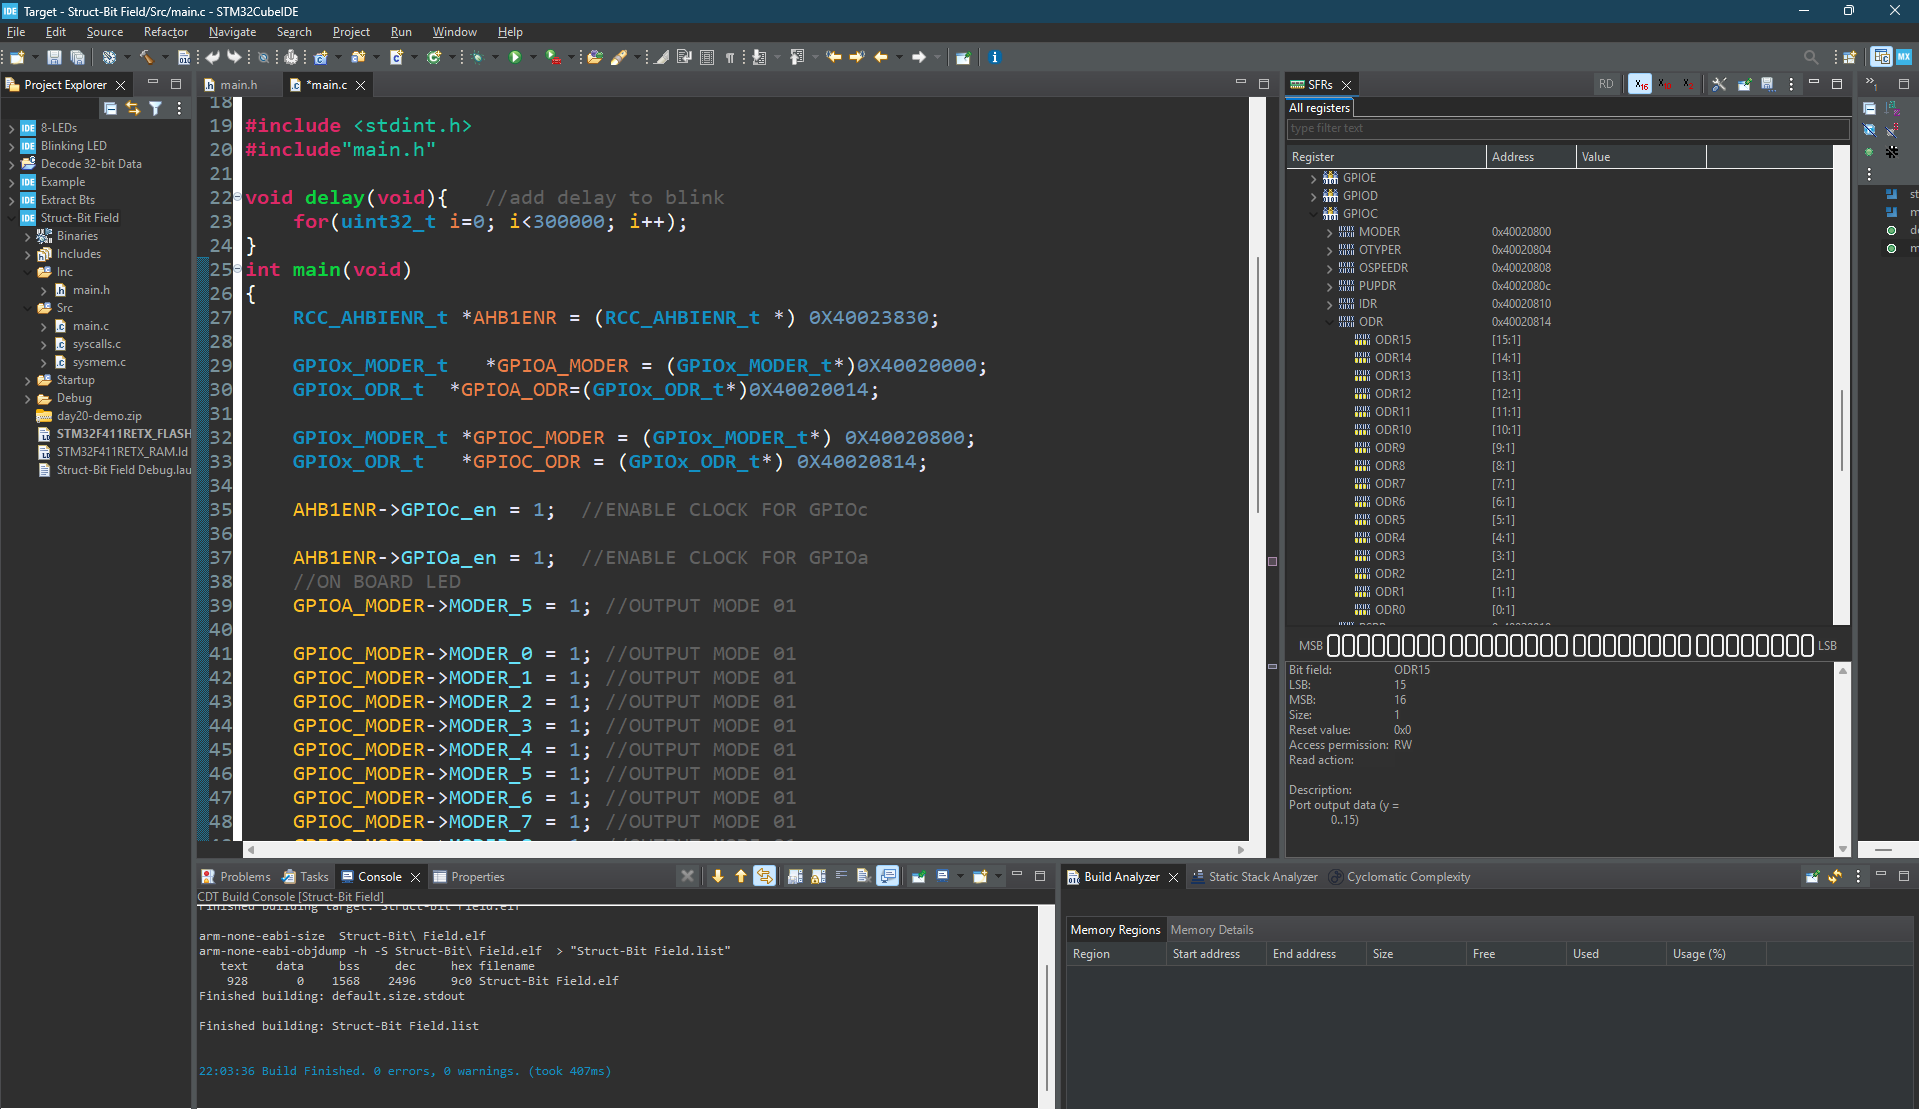 IDE Target - Struct-Bit Field/Src/main.c - STM32CubeIDE
File Edit Source Refactor Navigate Search Project Run Window Help
Project Explorer
8-LEDs
Blinking LED
Decode 32-bit Data
Example
Extract Bts
Struct-Bit Field
Binaries
Includes
Inc
main.h
Src
main.c
syscalls.c
sysmem.c
Startup
Debug
day20-demo.zip
STM32F411RETX_FLASH
STM32F411RETX_RAM.ld
Struct-Bit Field Debug.lau
main.h *main.c
18
19 #include <stdint.h>
20 #include"main.h"
21
22 void delay(void){   //add delay to blink
23     for(uint32_t i=0; i<300000; i++);
24 }
25 int main(void)
26 {
27     RCC_AHBIENR_t *AHB1ENR = (RCC_AHBIENR_t *) 0X40023830;
28
29     GPIOx_MODER_t   *GPIOA_MODER = (GPIOx_MODER_t*)0X40020000;
30     GPIOx_ODR_t  *GPIOA_ODR=(GPIOx_ODR_t*)0X40020014;
31
32     GPIOx_MODER_t *GPIOC_MODER = (GPIOx_MODER_t*) 0X40020800;
33     GPIOx_ODR_t   *GPIOC_ODR = (GPIOx_ODR_t*) 0X40020814;
34
35     AHB1ENR->GPIOc_en = 1;  //ENABLE CLOCK FOR GPIOc
36
37     AHB1ENR->GPIOa_en = 1;  //ENABLE CLOCK FOR GPIOa
38     //ON BOARD LED
39     GPIOA_MODER->MODER_5 = 1; //OUTPUT MODE 01
40
41     GPIOC_MODER->MODER_0 = 1; //OUTPUT MODE 01
42     GPIOC_MODER->MODER_1 = 1; //OUTPUT MODE 01
43     GPIOC_MODER->MODER_2 = 1; //OUTPUT MODE 01
44     GPIOC_MODER->MODER_3 = 1; //OUTPUT MODE 01
45     GPIOC_MODER->MODER_4 = 1; //OUTPUT MODE 01
46     GPIOC_MODER->MODER_5 = 1; //OUTPUT MODE 01
47     GPIOC_MODER->MODER_6 = 1; //OUTPUT MODE 01
48     GPIOC_MODER->MODER_7 = 1; //OUTPUT MODE 01
SFRs
RD
All registers
type filter text
Register Address Value
GPIOE
GPIOD
GPIOC
MODER 0x40020800
OTYPER 0x40020804
OSPEEDR 0x40020808
PUPDR 0x4002080c
IDR 0x40020810
ODR 0x40020814
ODR15 [15:1]
ODR14 [14:1]
ODR13 [13:1]
ODR12 [12:1]
ODR11 [11:1]
ODR10 [10:1]
ODR9 [9:1]
ODR8 [8:1]
ODR7 [7:1]
ODR6 [6:1]
ODR5 [5:1]
ODR4 [4:1]
ODR3 [3:1]
ODR2 [2:1]
ODR1 [1:1]
ODR0 [0:1]
MSB LSB
Bit field: ODR15
LSB: 15
MSB: 16
Size: 1
Reset value: 0x0
Access permission: RW
Read action:
Description:
Port output data (y =
0..15)
Problems Tasks Console Properties
CDT Build Console [Struct-Bit Field]
Finished building target: Struct-Bit Field.elf
arm-none-eabi-size  Struct-Bit\ Field.elf
arm-none-eabi-objdump -h -S Struct-Bit\ Field.elf  > "Struct-Bit Field.list"
text data bss dec hex filename
928 0 1568 2496 9c0 Struct-Bit Field.elf
Finished building: default.size.stdout
Finished building: Struct-Bit Field.list
22:03:36 Build Finished. 0 errors, 0 warnings. (took 407ms)
Build Analyzer Static Stack Analyzer Cyclomatic Complexity
Memory Regions Memory Details
Region Start address End address Size Free Used Usage (%)